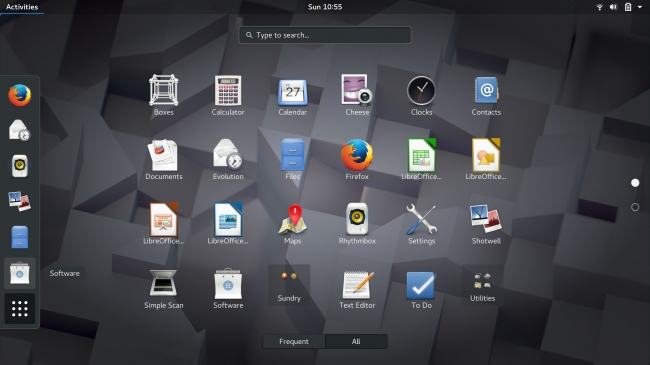 Activities
Sun 10:55
Type to search...
Boxes
Calculator
Calendar
Cheese
Clocks
Contacts
27
@
Documents
Evolution
Files
Firefox
LibreOffice...
LibreOffice...
LibreOffice...
LibreOffice...
Maps
Rhythmbox
Settings
Shotwell
Software
Simple Scan
Software
Sundry
Text Editor
To Do
Utilities
Frequent
All